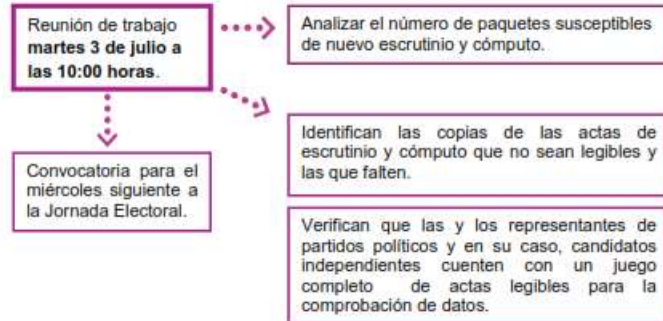 Reunión de trabajo
martes 3 de julio a
las 10:00 horas.
Analizar el número de paquetes susceptibles
de nuevo escrutinio y cómputo.
Identifican las copias de las actas de
escrutinio y cómputo que no sean legibles y
las que falten.
Convocatoria para el
miércoles siguiente a
la Jornada Electoral.
Verifican que las y los representantes de
partidos políticos y en su caso, candidatos
independientes cuenten con un juego
completo de actas legibles para la
comprobación de datos.